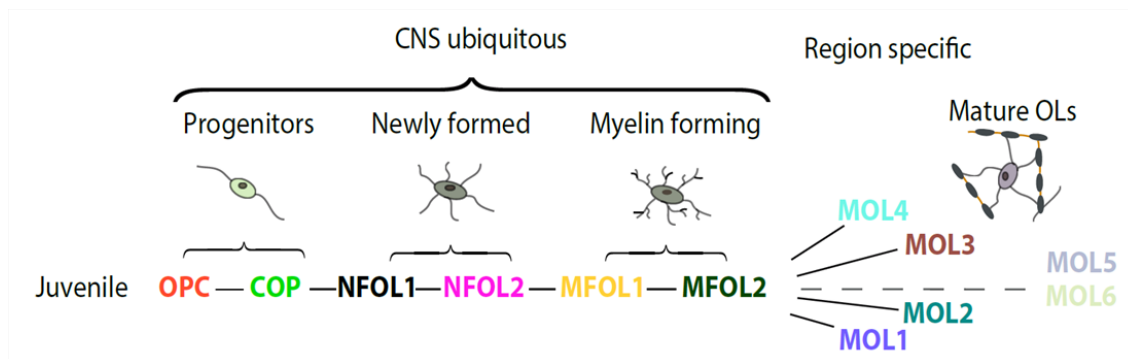 CNS ubiquitous
Region specific
Progenitors
Newly formed
Myelin forming
Mature OLs
Juvenile OPC COP NFOL1 NFOL2 MFOL1 MFOL2
MOL4
MOL3
MOL5
MOL6
MOL2
MOL1